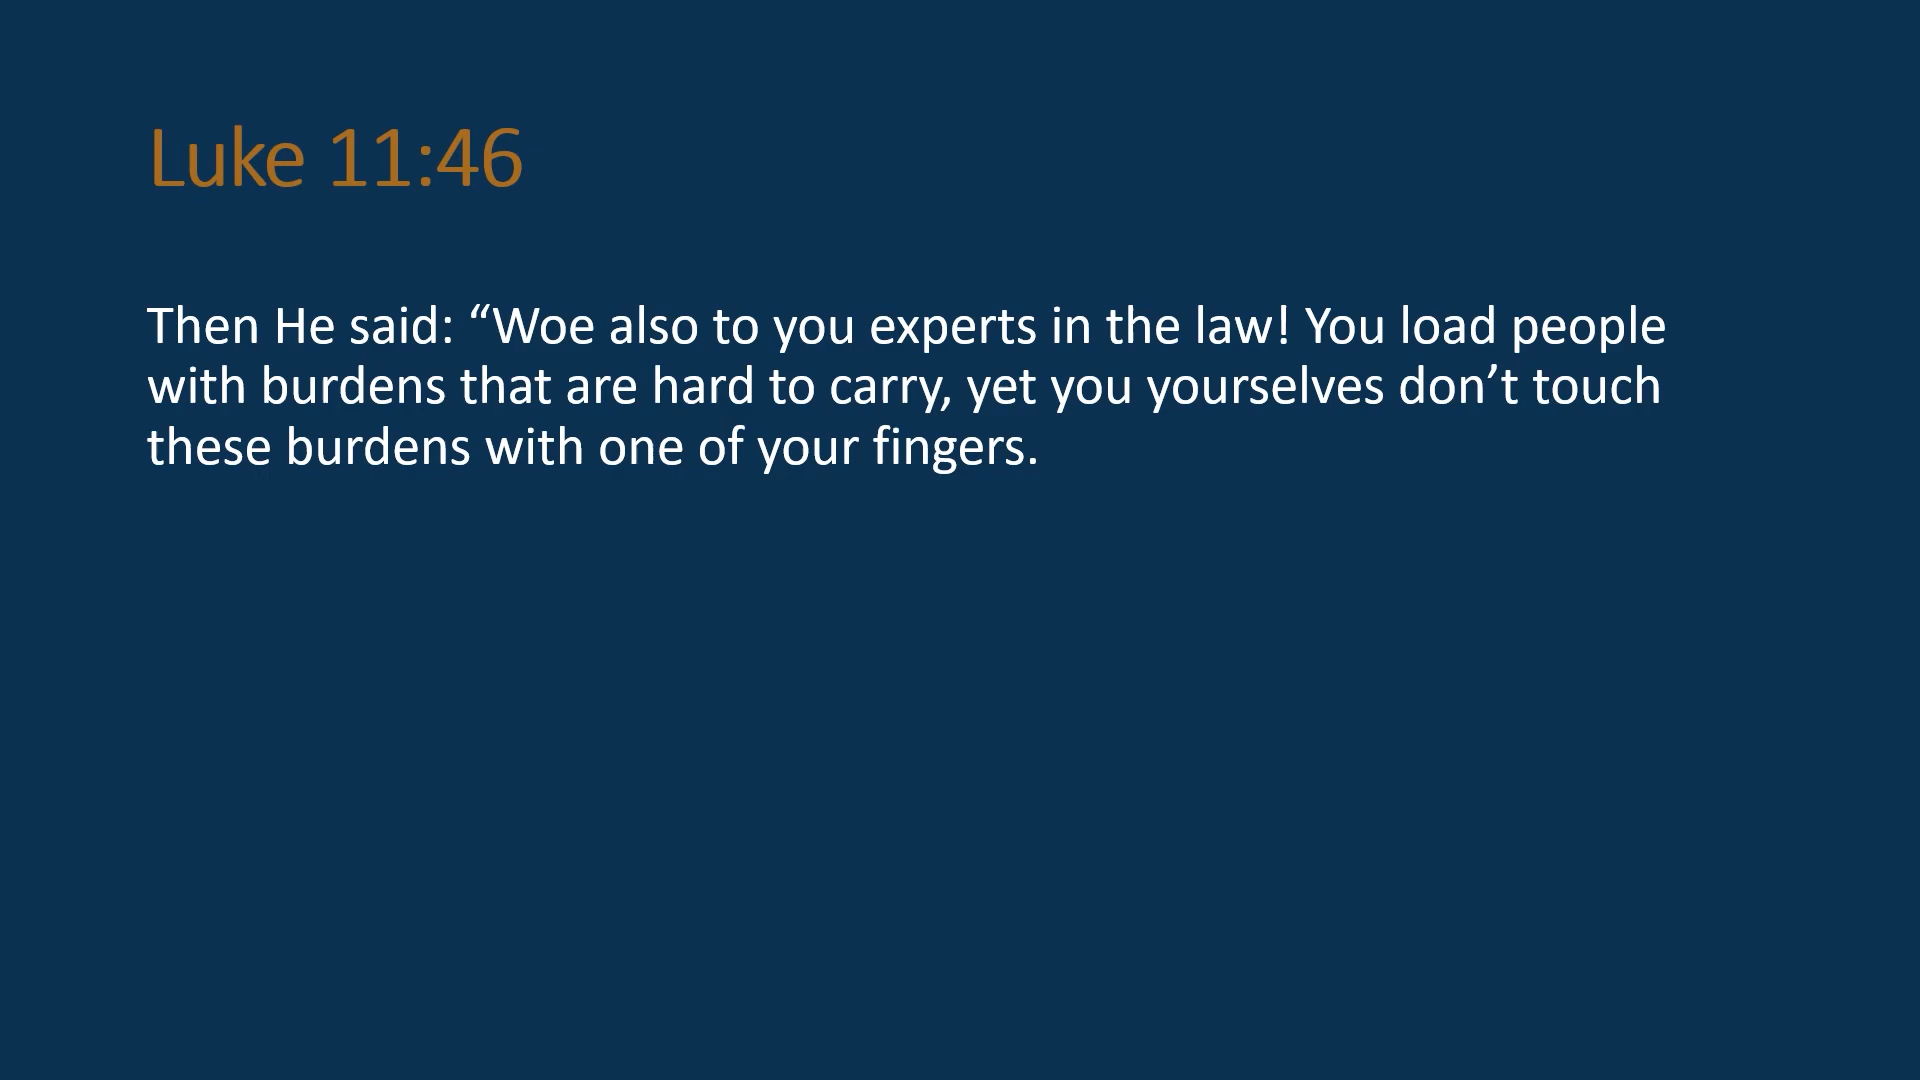 Luke 11:46
Then He said: “Woe also to you experts in the law! You load people
with burdens that are hard to carry, yet you yourselves don’t touch
these burdens with one of your fingers.